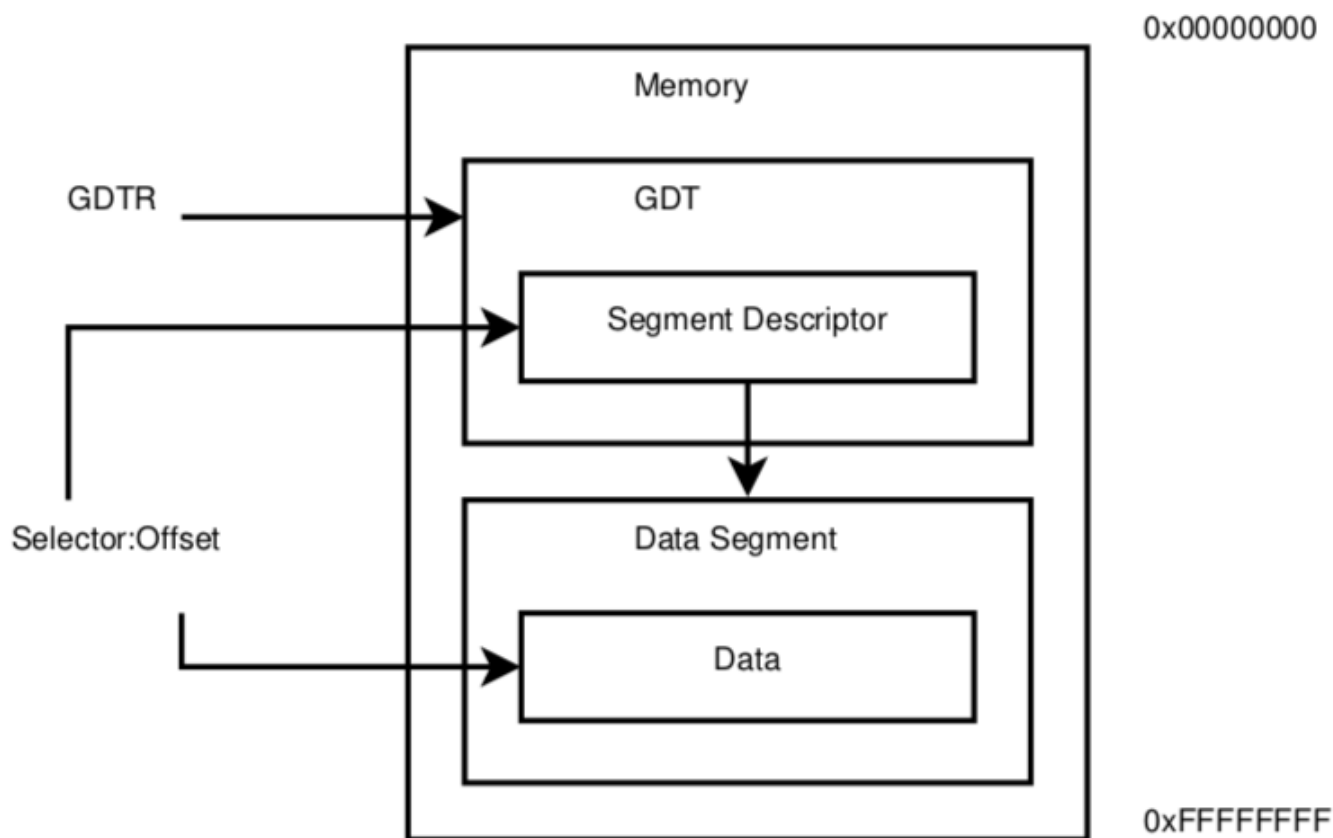 0x00000000
Memory
GDTR
GDT
Segment Descriptor
Selector:Offset
Data Segment
Data
0xFFFFFFFF